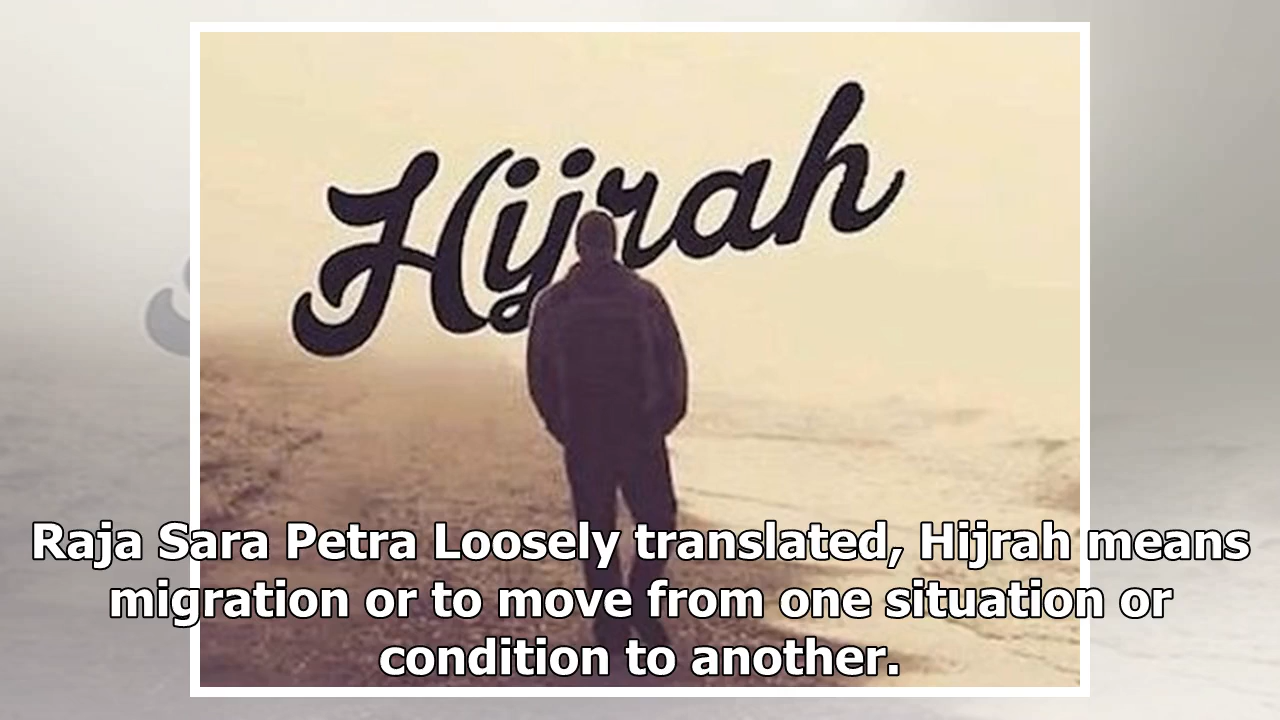 Hijrah
Raja Sara Petra Loosely translated, Hijrah means
migration or to move from one situation or
condition to another.